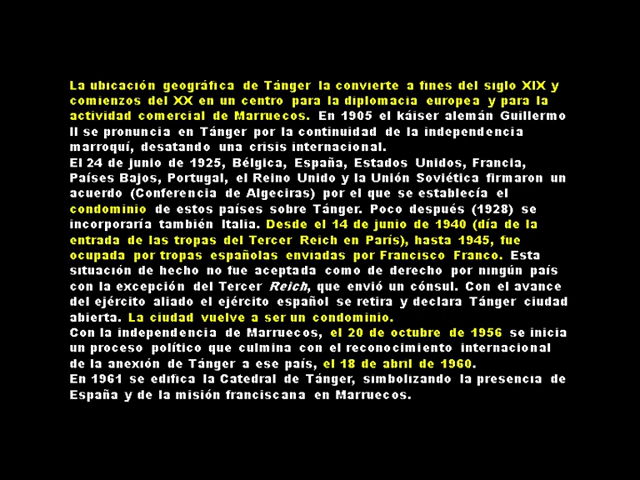 La ubicación geográfica de Tánger la convierte a fines del siglo XIX y
comienzos del XX en un centro para la diplomacia europea y para la
actividad comercial de Marruecos. En 1905 el káiser alemán Guillermo
II se pronuncia en Tánger por la continuidad de la independencia
marroquí, desatando una crisis internacional.
El 24 de junio de 1925, Bélgica, España, Estados Unidos, Francia,
Países Bajos, Portugal, el Reino Unido y la Unión Soviética firmaron un
acuerdo (Conferencia de Algeciras) por el que se establecía el
condominio de estos países sobre Tánger. Poco después (1928) se
incorporaría también Italia. Desde el 14 de junio de 1940 (día de la
entrada de las tropas del Tercer Reich en París), hasta 1945, fue
ocupada por tropas españolas enviadas por Francisco Franco. Esta
situación de hecho no fue aceptada como de derecho por ningún país
con la excepción del Tercer Reich, que envió un cónsul. Con el avance
del ejército aliado el ejército español se retira y declara Tánger ciudad
abierta. La ciudad vuelve a ser un condominio.
Con la independencia de Marruecos, el 20 de octubre de 1956 se inicia
un proceso político que culmina con el reconocimiento internacional
de la anexión de Tánger a ese país, el 18 de abril de 1960.
En 1961 se edifica la Catedral de Tánger, simbolizando la presencia de
España y de la misión franciscana en Marruecos.